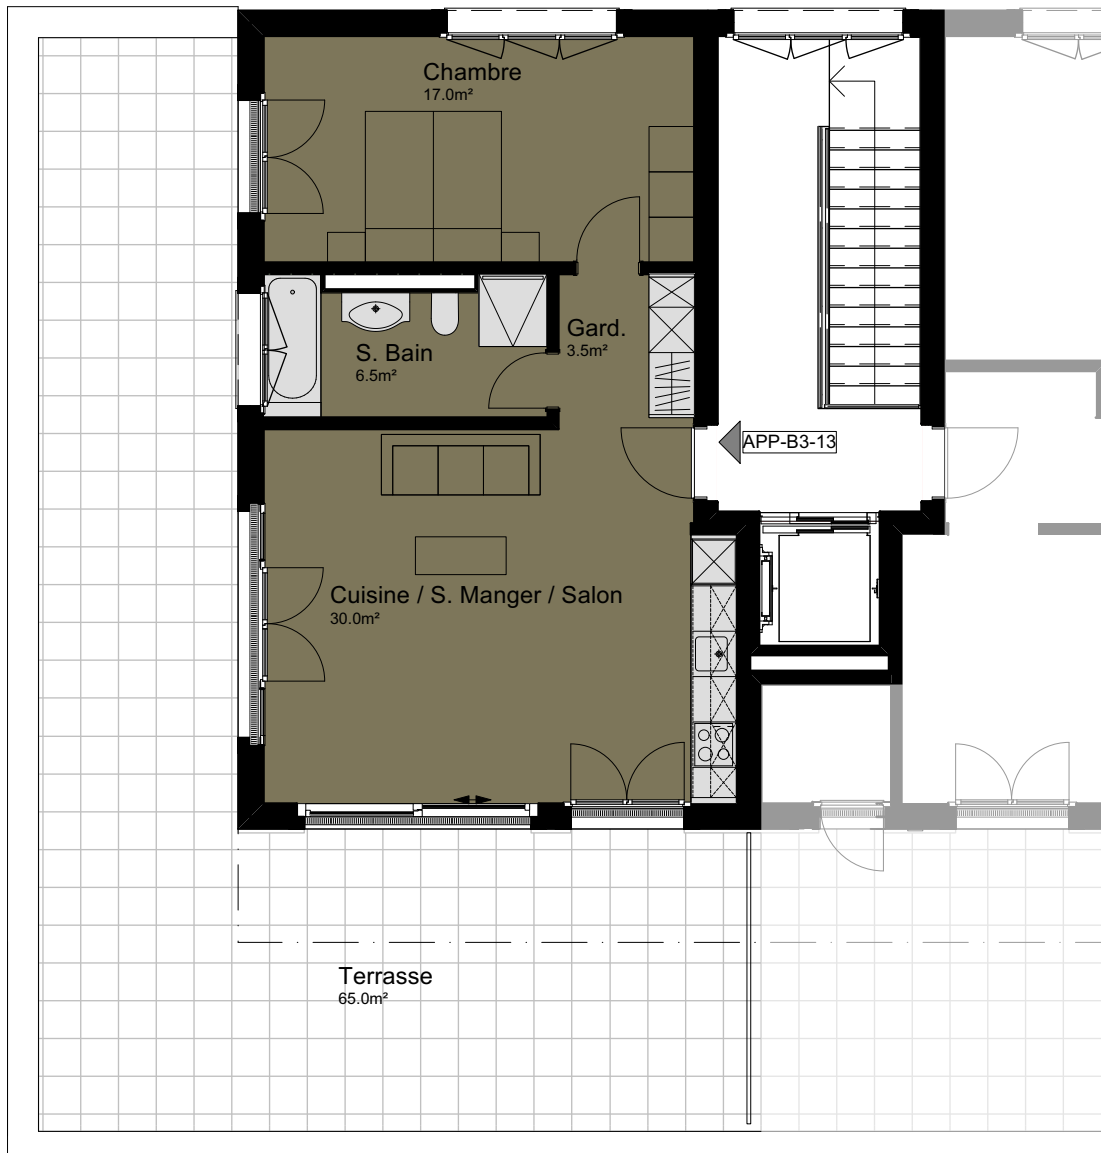 Chambre
17.0m²
Gard.
3.5m²
S. Bain
6.5m²
APP-B3-13
Cuisine / S. Manger / Salon
30.0m²
Terrasse
65.0m²